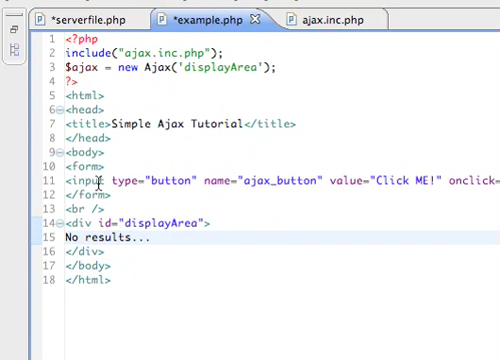 *serverfile.php *example.php ajax.inc.php
1 <?php
2 include("ajax.inc.php");
3 $ajax = new Ajax('displayArea');
4 ?>
5 <html>
6 <head>
7 <title>Simple Ajax Tutorial</title>
8 </head>
9 <body>
10 <form>
11 <input type="button" name="ajax_button" value="Click ME!" onclick=
12 </form>
13 <br />
14 <div id="displayArea">
15 No results...
16 </div>
17 </body>
18 </html>